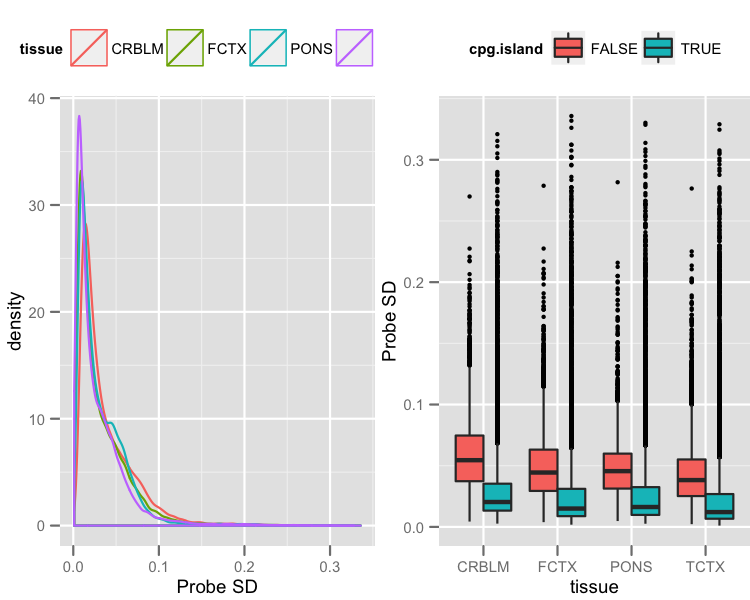 tissue CRBLM FCTX PONS
40
30
20
10
0
density
0.0 0.1 0.2 0.3
Probe SD
cpg.island FALSE TRUE
0.3
0.2
0.1
0.0
Probe SD
CRBLM FCTX PONS TCTX
tissue